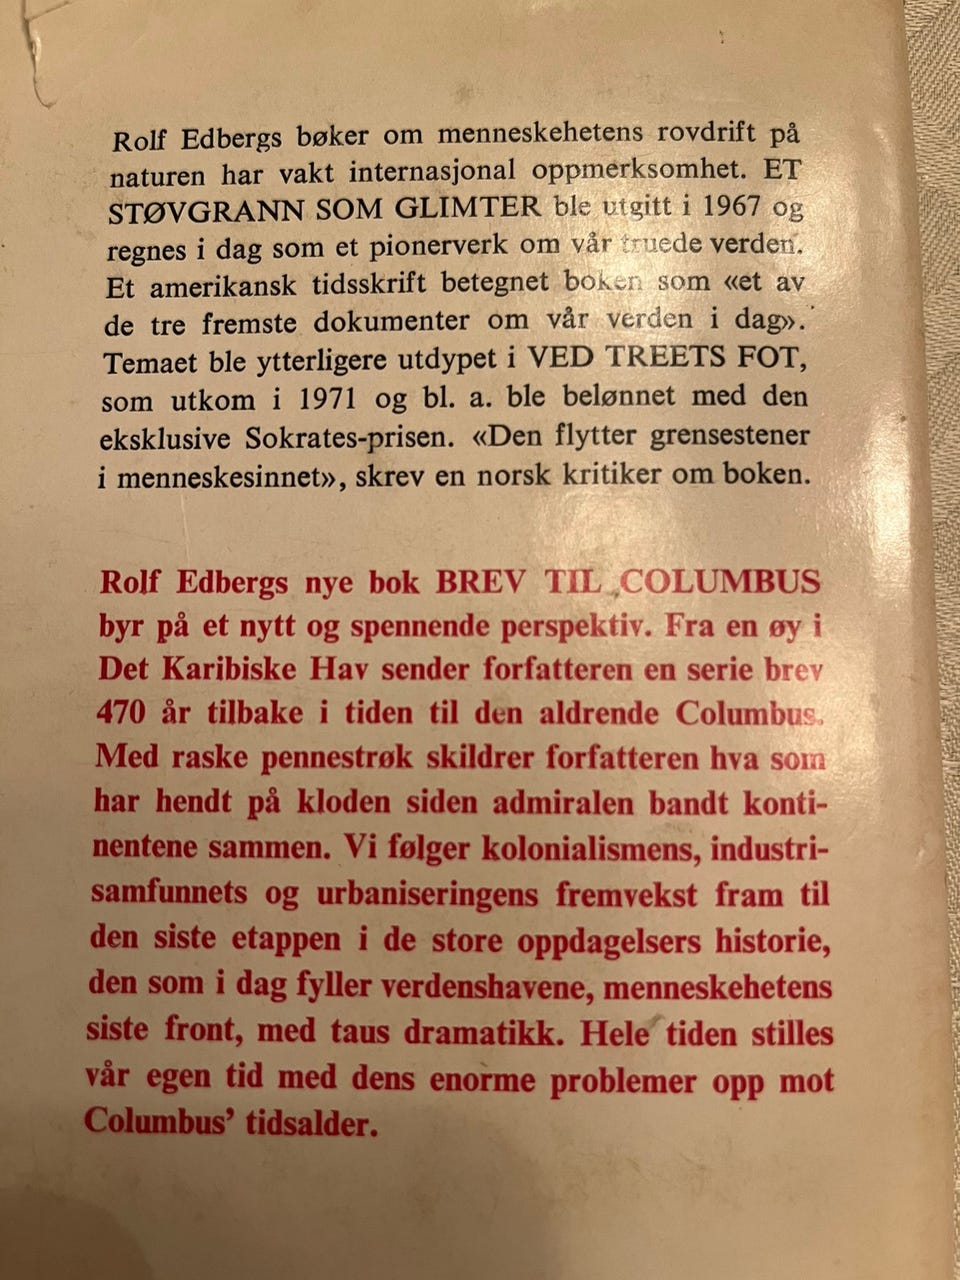 Rolf Edbergs bøker om menneskehetens rovdrift på
naturen har vakt internasjonal oppmerksomhet. ET
STØVGRANN SOM GLIMTER ble utgitt i 1967 og
regnes i dag som et pionerverk om vår truede verden.
Et amerikansk tidsskrift betegnet boken som «et av
de tre fremste dokumenter om vår verden i dag».
Temaet ble ytterligere utdypet i VED TREETS FOT,
som utkom i 1971 og bl. a. ble belønnet med den
eksklusive Sokrates-prisen. «Den flytter grensestener
i menneskesinnet», skrev en norsk kritiker om boken.
Rolf Edbergs nye bok BREV TIL COLUMBUS
byr på et nytt og spennende perspektiv. Fra en øy i
Det Karibiske Hav sender forfatteren en serie brev
470 år tilbake i tiden til den aldrende Columbus.
Med raske pennestrøk skildrer forfatteren hva som
har hendt på kloden siden admiralen bandt konti-
nentene sammen. Vi følger kolonialismens, industri-
samfunnets og urbaniseringens fremvekst fram til
den siste etappen i de store oppdagelsers historie,
den som i dag fyller verdenshavene, menneskehetens
siste front, med taus dramatikk. Hele tiden stilles
vår egen tid med dens enorme problemer opp mot
Columbus’ tidsalder.